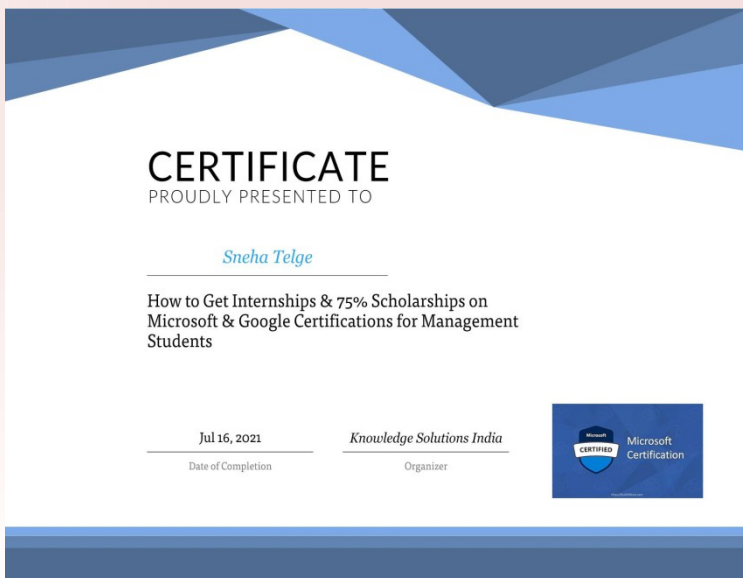 CERTIFICATE
PROUDLY PRESENTED TO
Sneha Telge
How to Get Internships & 75% Scholarships on
Microsoft & Google Certifications for Management
Students
Jul 16, 2021
Date of Completion
Knowledge Solutions India
Organizer
Microsoft
CERTIFIED
Microsoft
Certification